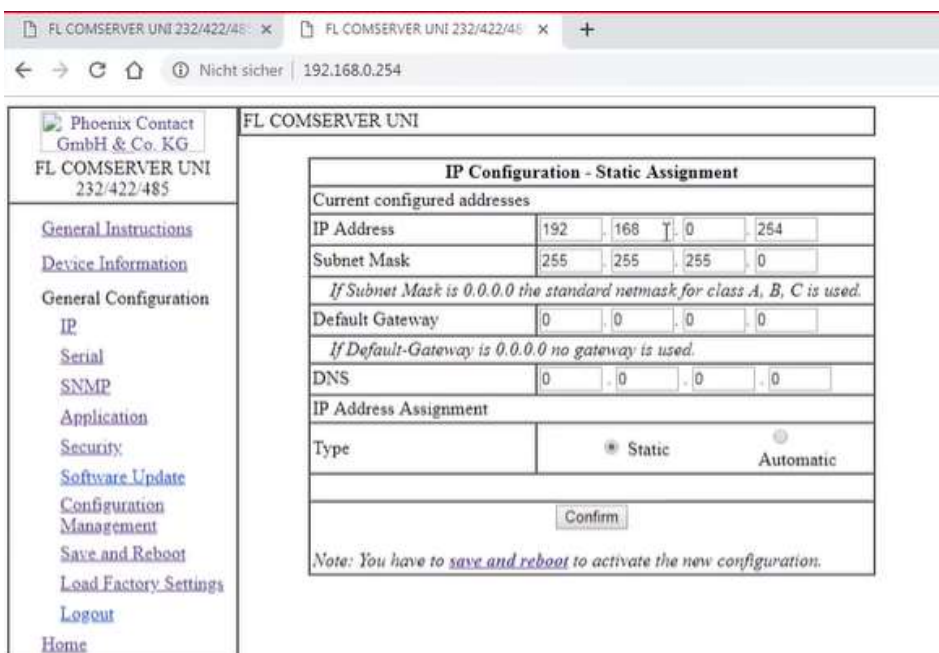 FL COMSERVER UNI 232/422/48
FL COMSERVER UNI 232/422/48
Nicht sicher | 192.168.0.254
Phoenix Contact
GmbH & Co. KG
FL COMSERVER UNI
232/422/485
General Instructions
Device Information
General Configuration
IP
Serial
SNMP
Application
Security
Software Update
Configuration
Management
Save and Reboot
Load Factory Settings
Logout
Home
FL COMSERVER UNI
IP Configuration - Static Assignment
Current configured addresses
IP Address 192 . 168 . 0 . 254
Subnet Mask 255 . 255 . 255 . 0
If Subnet Mask is 0.0.0.0 the standard netmask for class A, B, C is used.
Default Gateway 0 . 0 . 0 . 0
If Default-Gateway is 0.0.0.0 no gateway is used.
DNS 0 . 0 . 0 . 0
IP Address Assignment
Type Static Automatic
Confirm
Note: You have to save and reboot to activate the new configuration.